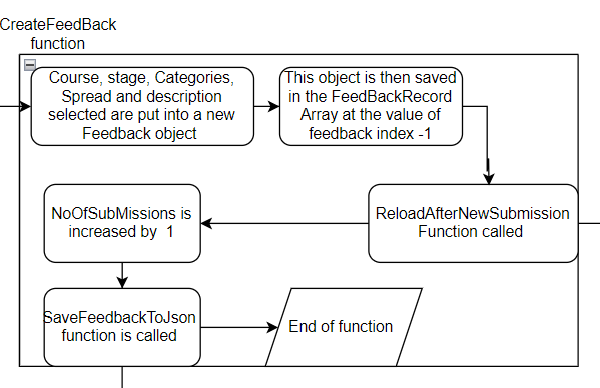 CreateFeedBack
function
Course, stage, Categories,
Spread and description
selected are put into a new
Feedback object
This object is then saved
in the FeedBackRecord
Array at the value of
feedback index -1
ReloadAfterNewSubmission
Function called
NoOfSubMissions is
increased by 1
SaveFeedbackToJson
function is called
End of function